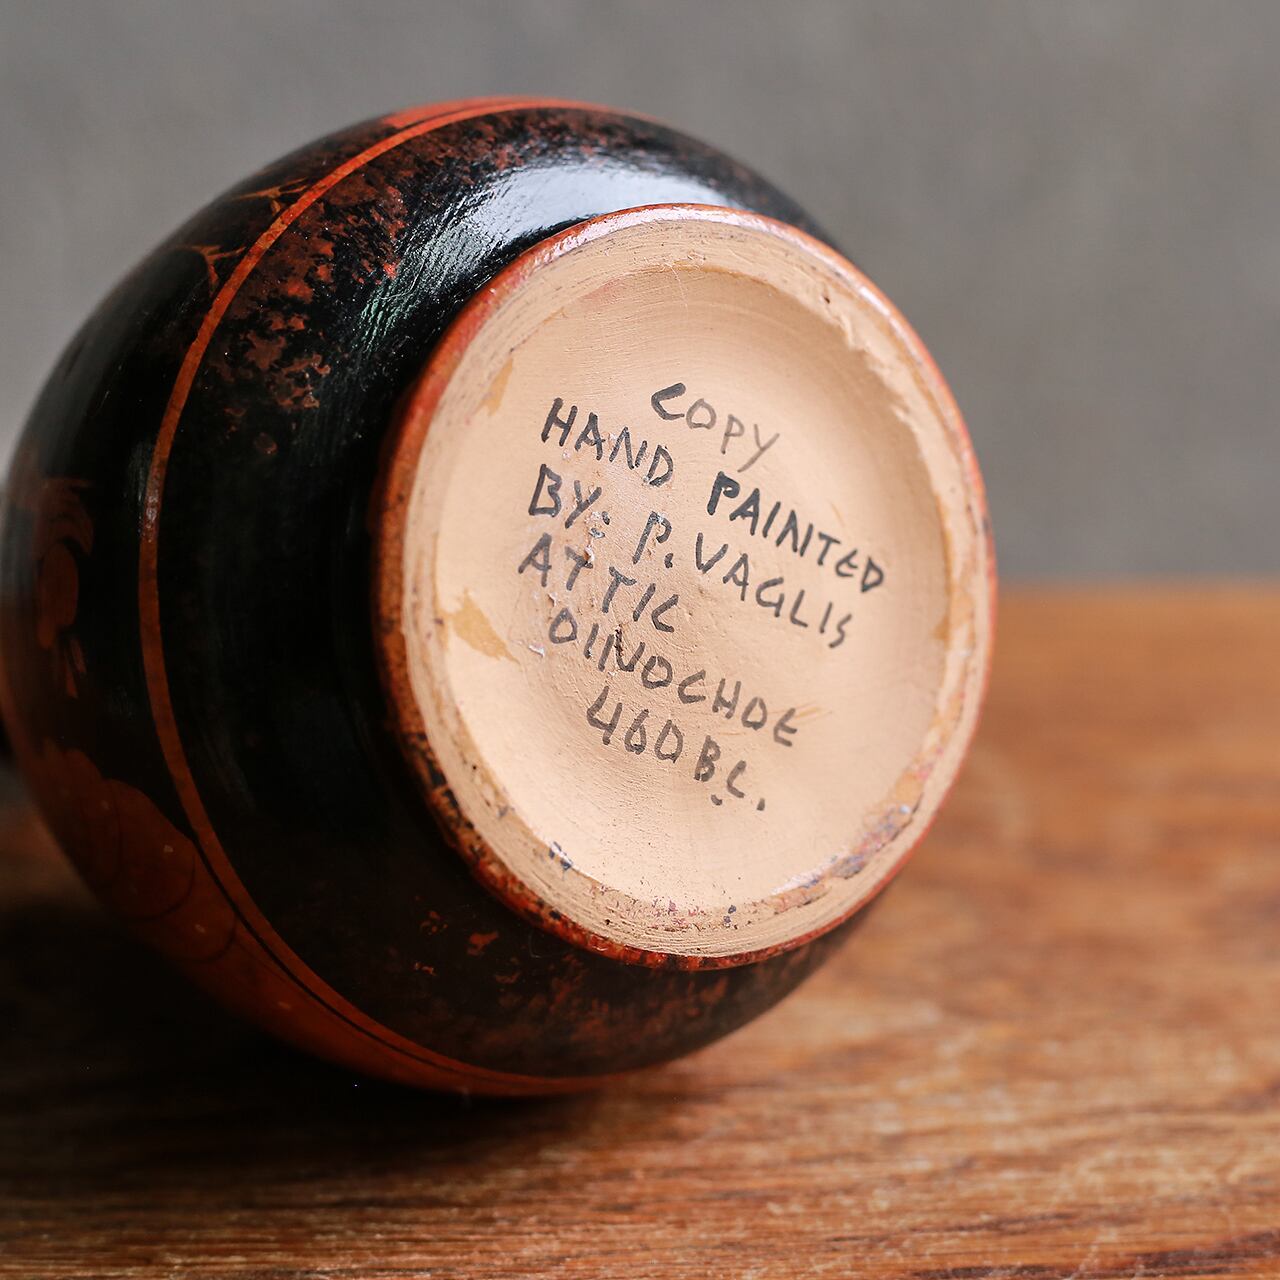 COPY
HAND PAINTED
BY: P. VAGLIS
ATTIC
OINOCHOE
460 B.C.